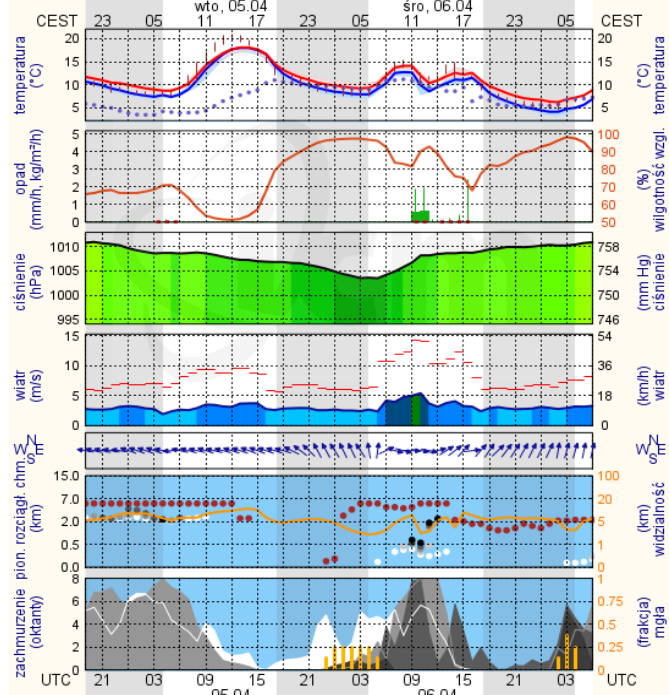 wto, 05.04 śro, 06.04
CEST 23 05 11 17 23 05 11 17 23 05 CEST
temperatura (°C)
20
15
10
5
20
15
10
5
temperatura (°C)
opad (mm/h, kg/m²/h)
5
4
3
2
1
0
100
90
80
70
60
50
(%) wilgotność wzgl.
ciśnienie (hPa)
1010
1005
1000
995
758
754
750
746
(mm Hg) ciśnienie
wiatr (m/s)
15
10
5
0
54
36
18
0
(km/h) wiatr
N
W E
S
N
W E
S
pion. rozciągł. chm. (km)
15.0
7.0
2.0
0.5
0.0
100
20
5
1
0
(km) widzialność
zachmurzenie (oktanty)
8
6
4
2
0
1
0.75
0.5
0.25
0
(frakcja) mgła
UTC 21 03 09 15 21 03 09 15 21 03 UTC
05.04 06.04